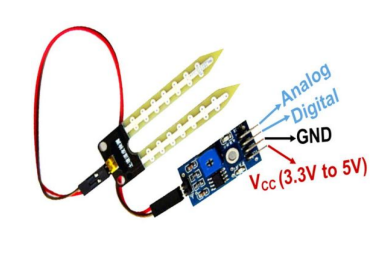 Analog
Digital
GND
Vcc (3.3V to 5V)